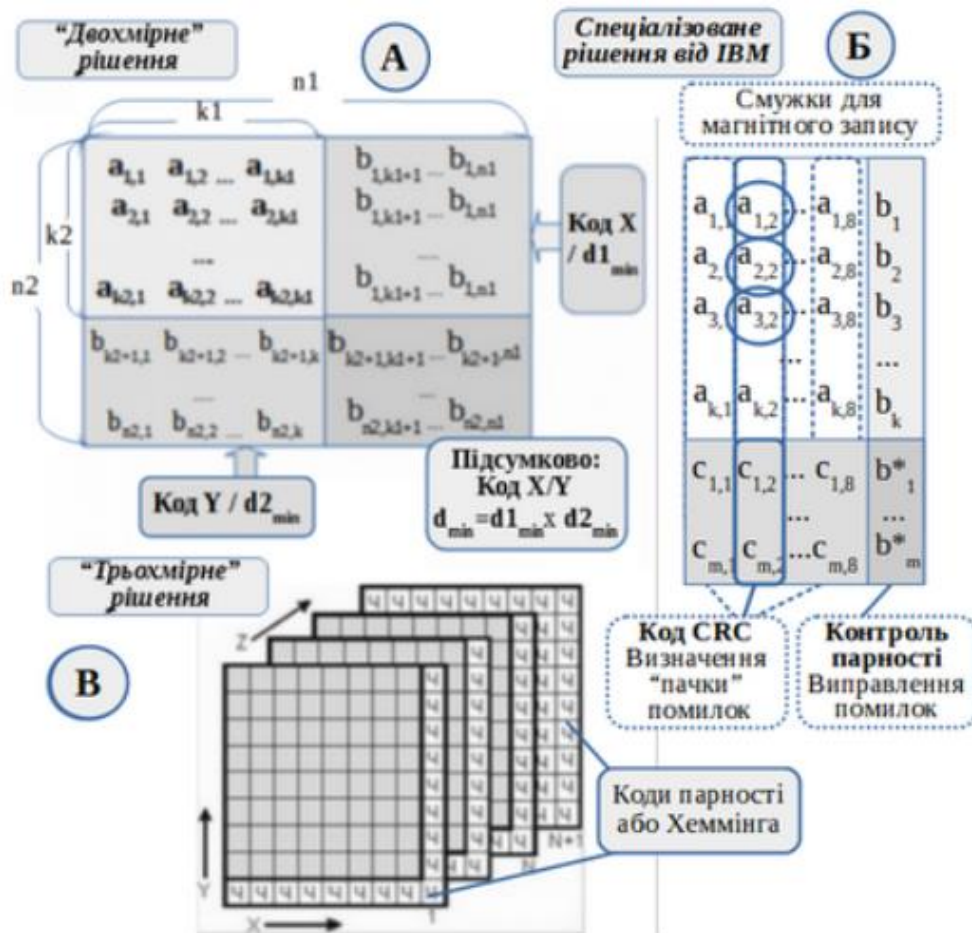 “Двохмірне”
рішення
А
n1
k1
n2
k2
a1,1 a1,2 ... a1,k1
a2,1 a2,2 ... a2,k1
...
ak2,1 ak2,2 ... ak2,k1
b1,k1+1 ... b1,n1
b1,k1+1 ... b1,n1
...
b1,k1+1 ... b1,n1
bk2+1,1 bk2+1,2 ... bk2+1,k
...
bn2,1 bn2,2 ... bn2,k
bk2+1,k1+1 ... bk2+1,n1
...
bn2,k1+1 ... bn2,n1
Код X
/ d1min
Код Y / d2min
Підсумково:
Код X/Y
dmin=d1min x d2min
Спеціалізоване
рішення від IBM
Б
Смужки для
магнітного запису
a1, a1,2 ... a1,8 b1
a2, a2,2 ... a2,8 b2
a3, a3,2 ... a3,8 b3
... ...
ak,1 ak,2 ... ak,8 bk
c1,1 c1,2 ... c1,8 b*1
... ...
cm,1 cm,2 ... cm,8 b*m
Код CRC
Визначення
“пачки”
помилок
Контроль
парності
Виправлення
помилок
“Трьохмірне”
рішення
В
Z
Y
X
1
N
N+1
Ч Ч Ч Ч Ч Ч Ч Ч Ч
Коди парності
або Хеммінга